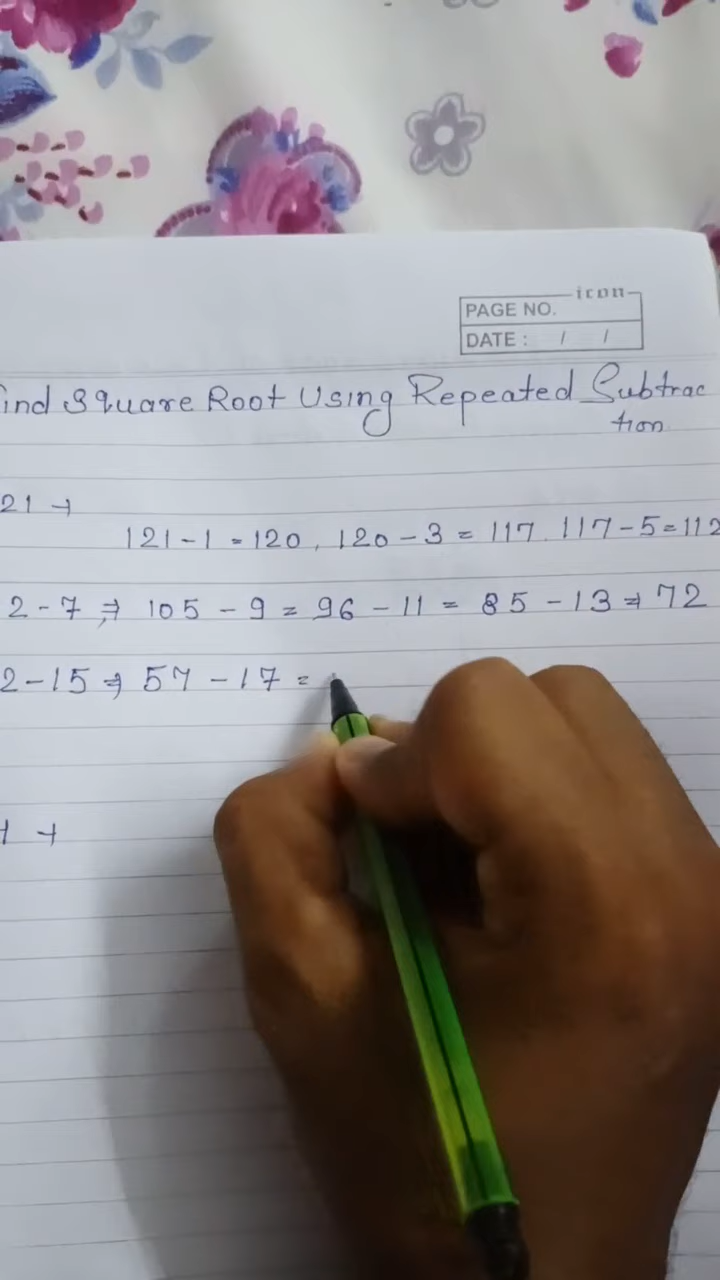 icon
PAGE NO.
DATE : / /
ind Square Root Using Repeated Subtrac
tion
21 →
121 - 1 = 120, 120 - 3 = 117. 117 - 5 = 112
2 - 7 ⇒ 105 - 9 = 96 - 11 = 85 - 13 ⇒ 72
2 - 15 ⇒ 57 - 17 =
→